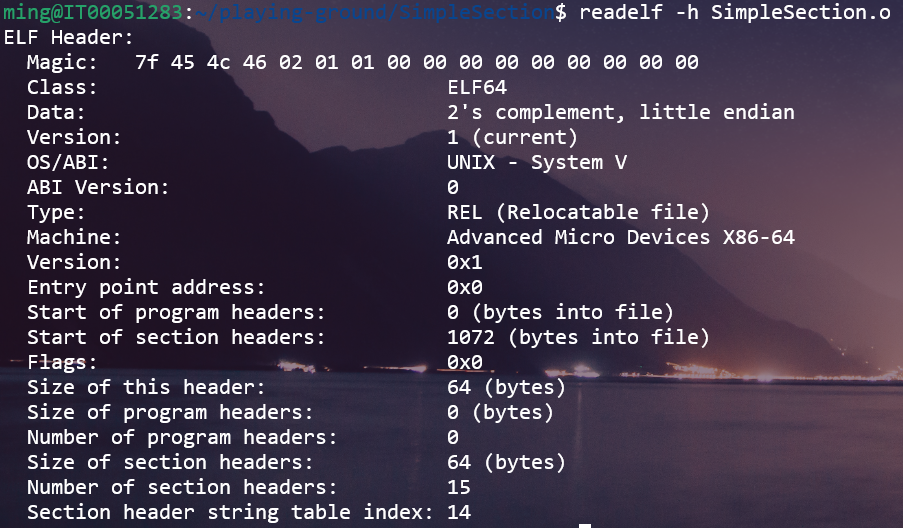 ming@IT00051283:~/playing-ground/SimpleSection$ readelf -h SimpleSection.o
ELF Header:
  Magic:   7f 45 4c 46 02 01 01 00 00 00 00 00 00 00 00 00
  Class:                             ELF64
  Data:                              2's complement, little endian
  Version:                           1 (current)
  OS/ABI:                            UNIX - System V
  ABI Version:                       0
  Type:                              REL (Relocatable file)
  Machine:                           Advanced Micro Devices X86-64
  Version:                           0x1
  Entry point address:               0x0
  Start of program headers:          0 (bytes into file)
  Start of section headers:          1072 (bytes into file)
  Flags:                             0x0
  Size of this header:               64 (bytes)
  Size of program headers:           0 (bytes)
  Number of program headers:         0
  Size of section headers:           64 (bytes)
  Number of section headers:         15
  Section header string table index: 14